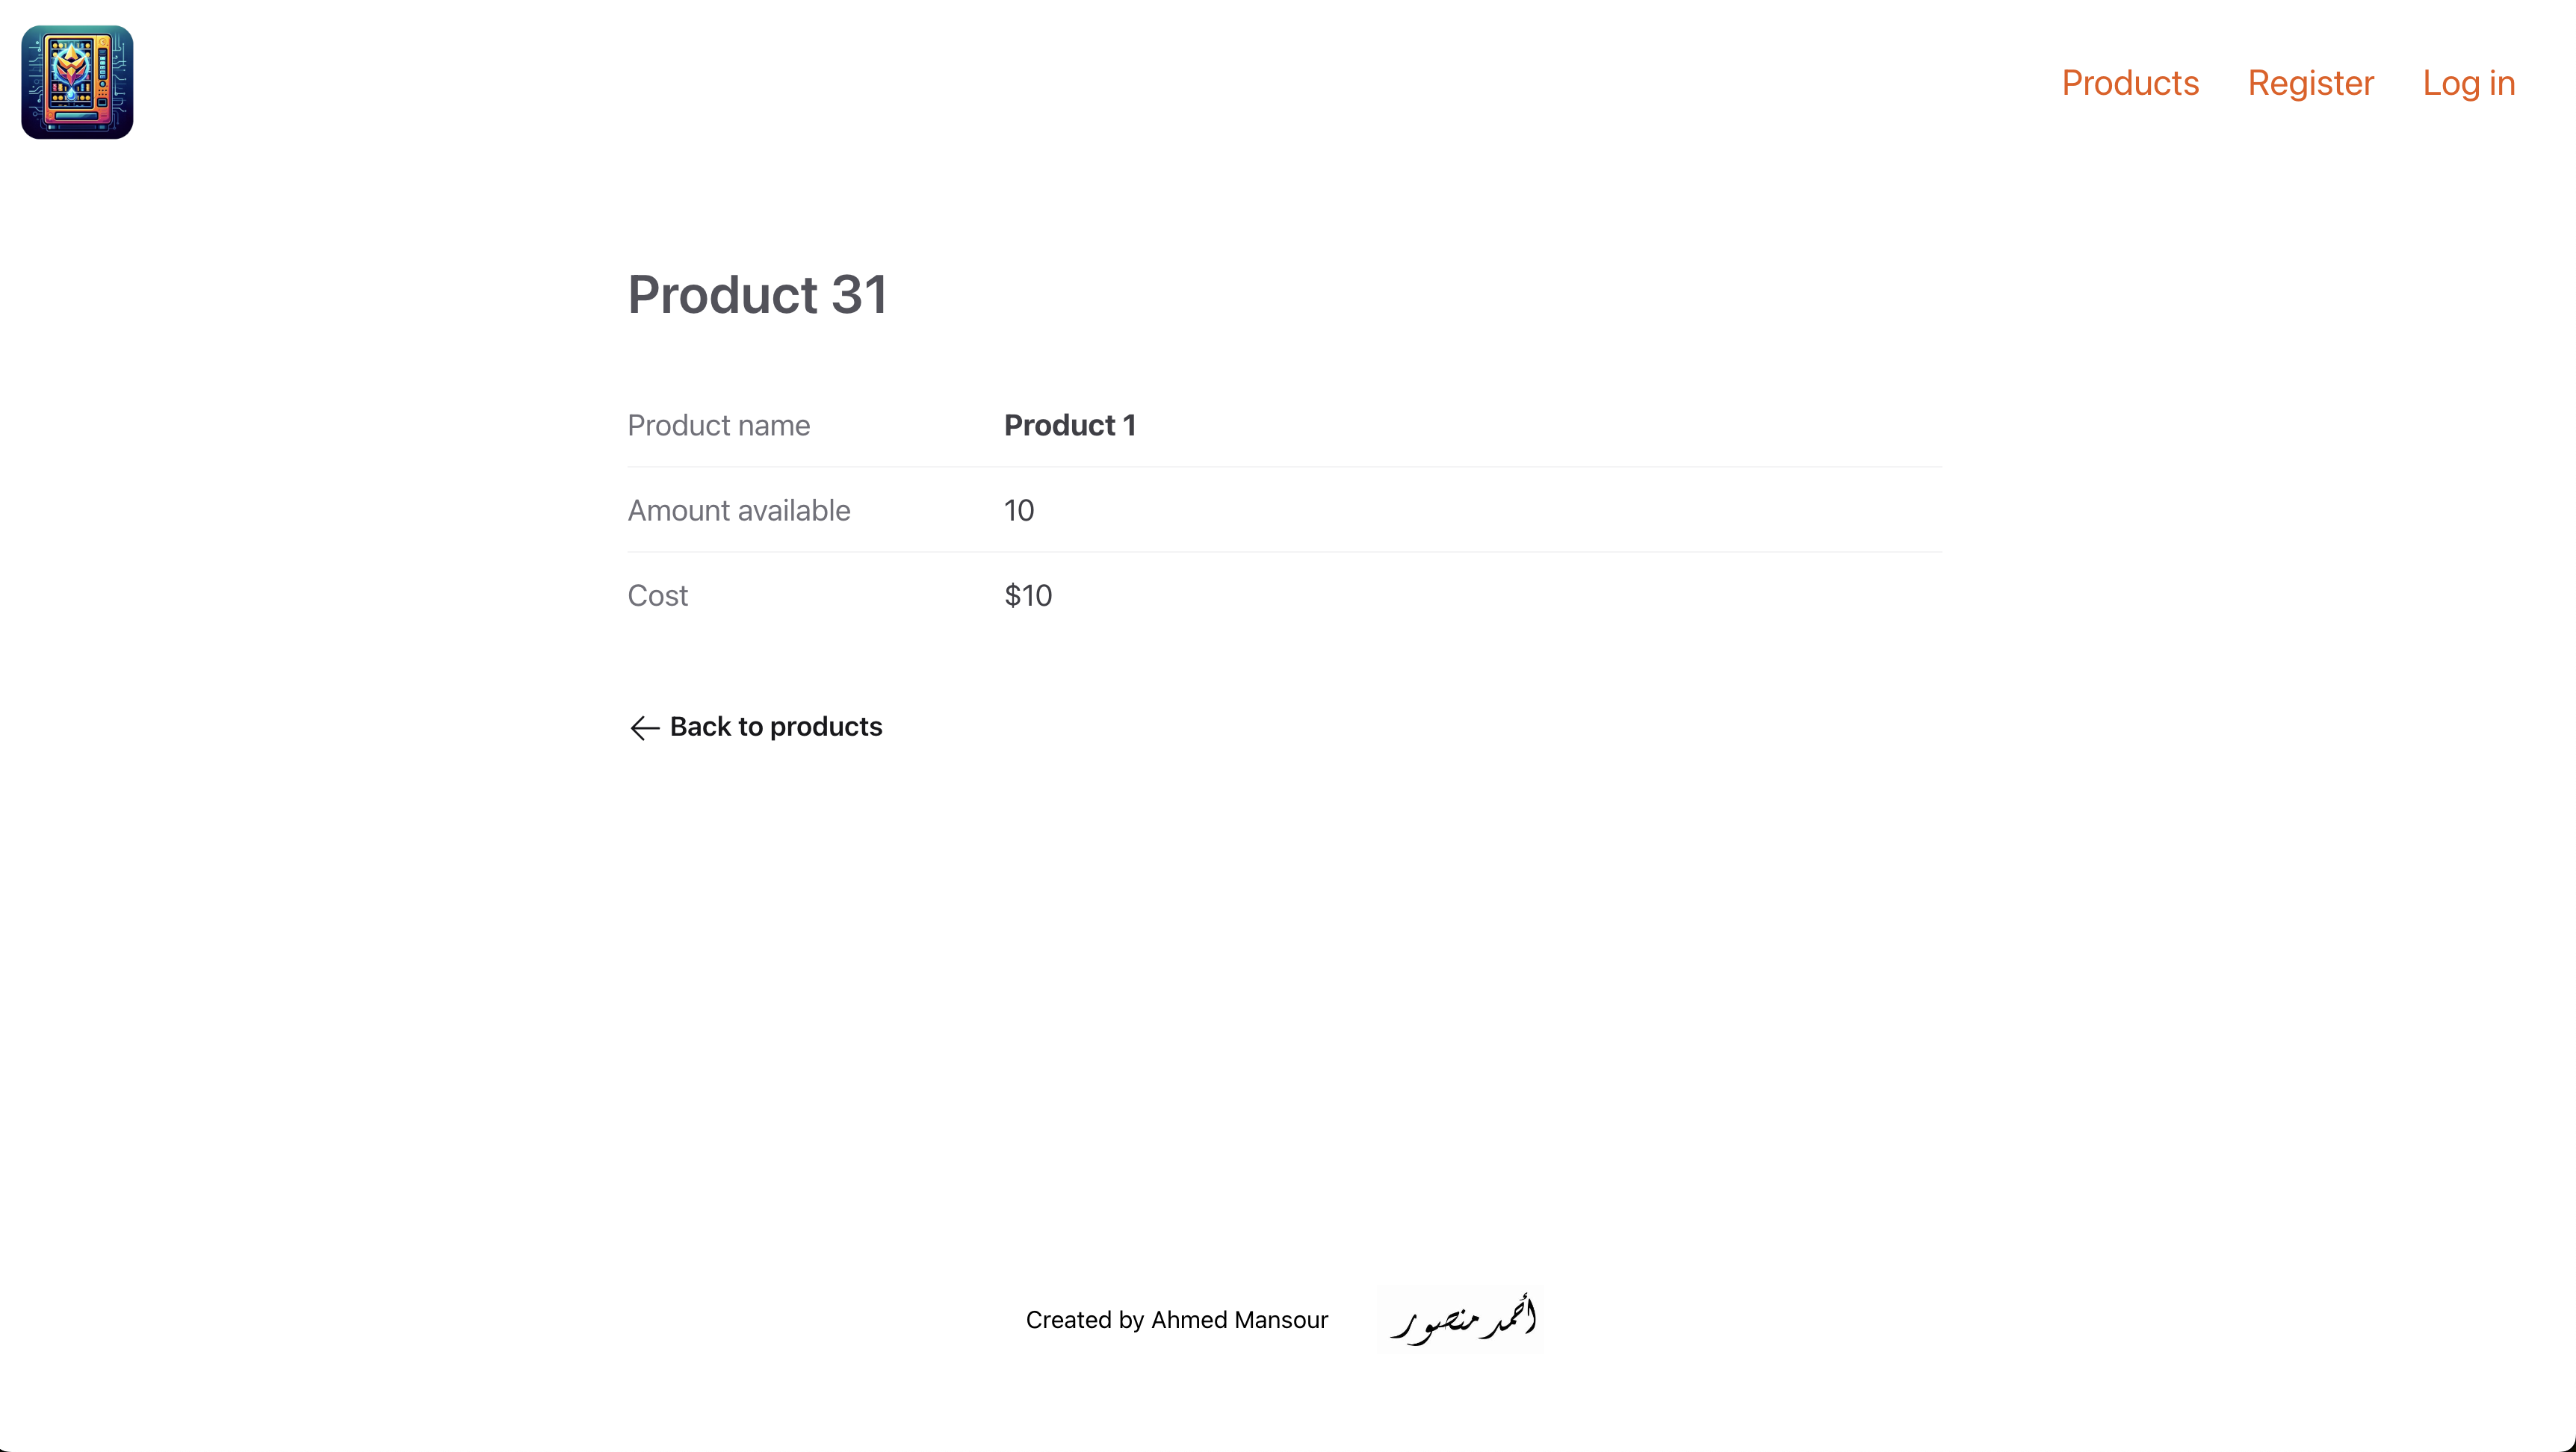 Products Register Log in
Product 31
Product name Product 1
Amount available 10
Cost $10
Back to products
Created by Ahmed Mansour أحمد منصور